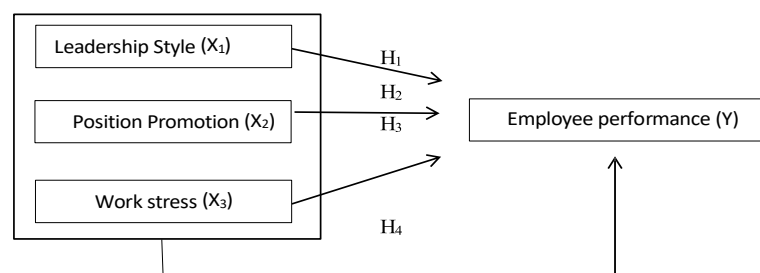 Leadership Style (X₁)
H₁
H₂
Position Promotion (X₂)
H₃
Employee performance (Y)
Work stress (X₃)
H₄